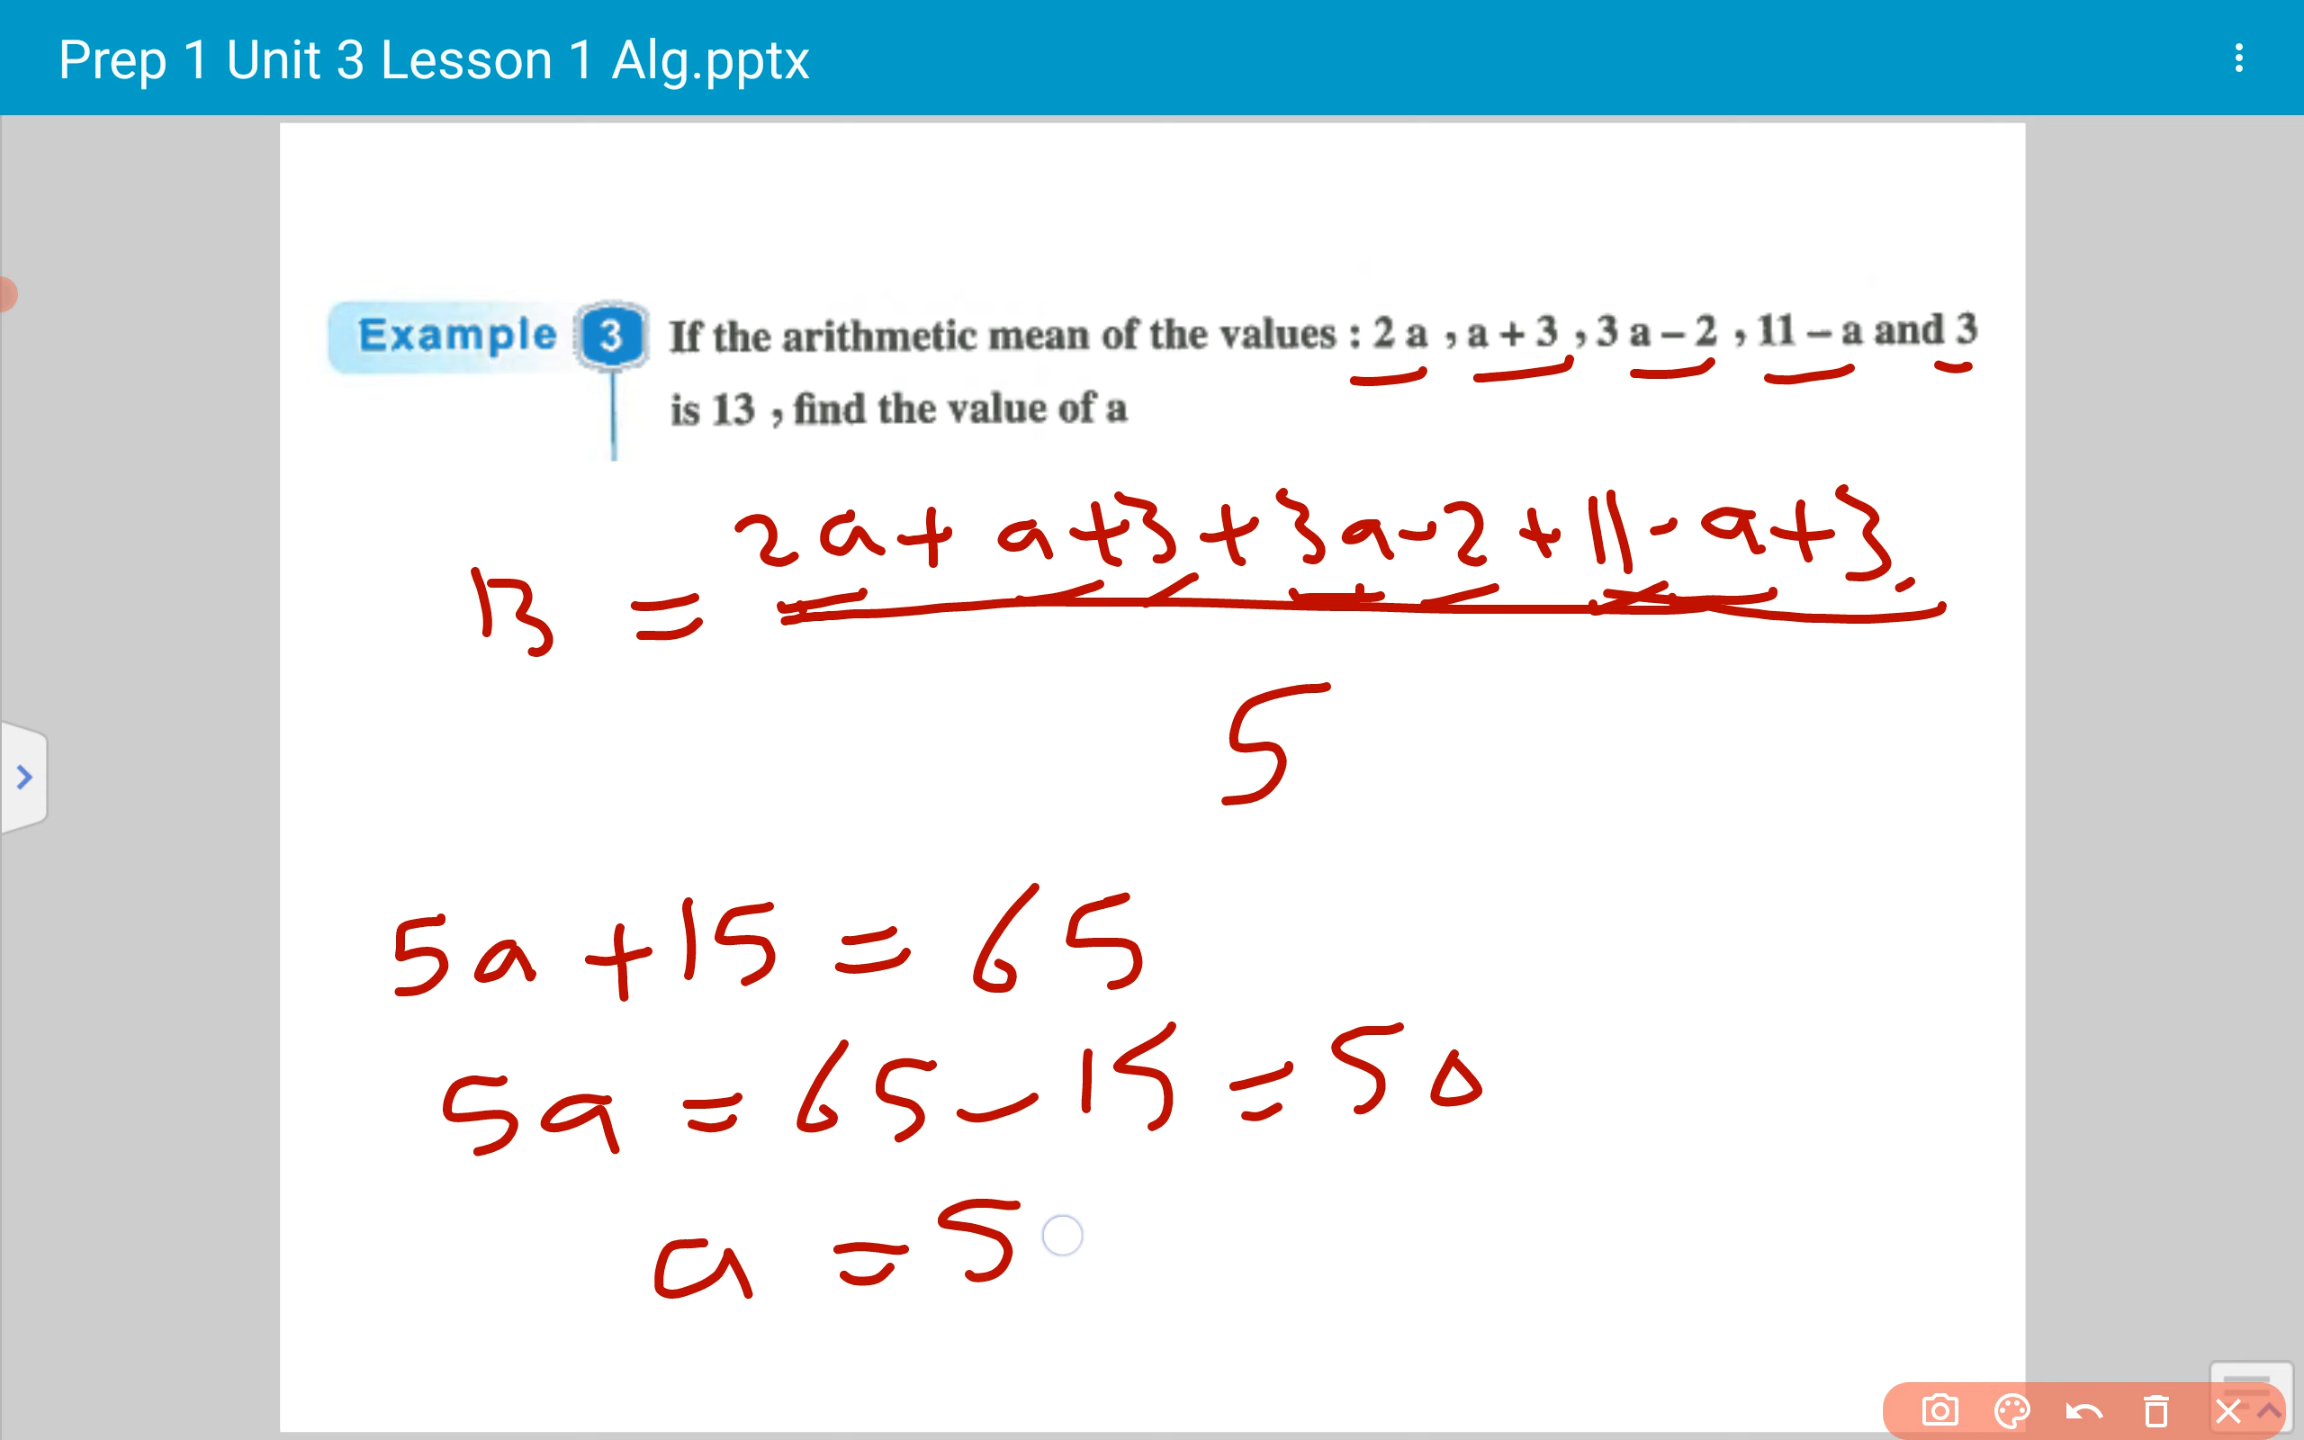 Prep 1 Unit 3 Lesson 1 Alg.pptx
Example 3 If the arithmetic mean of the values : 2 a , a + 3 , 3 a – 2 , 11 – a and 3
is 13 , find the value of a
2a + a + 3 + 3a - 2 + 11 - a + 3
13 =
5
5a + 15 = 65
5a = 65 - 15 = 50
a = 5